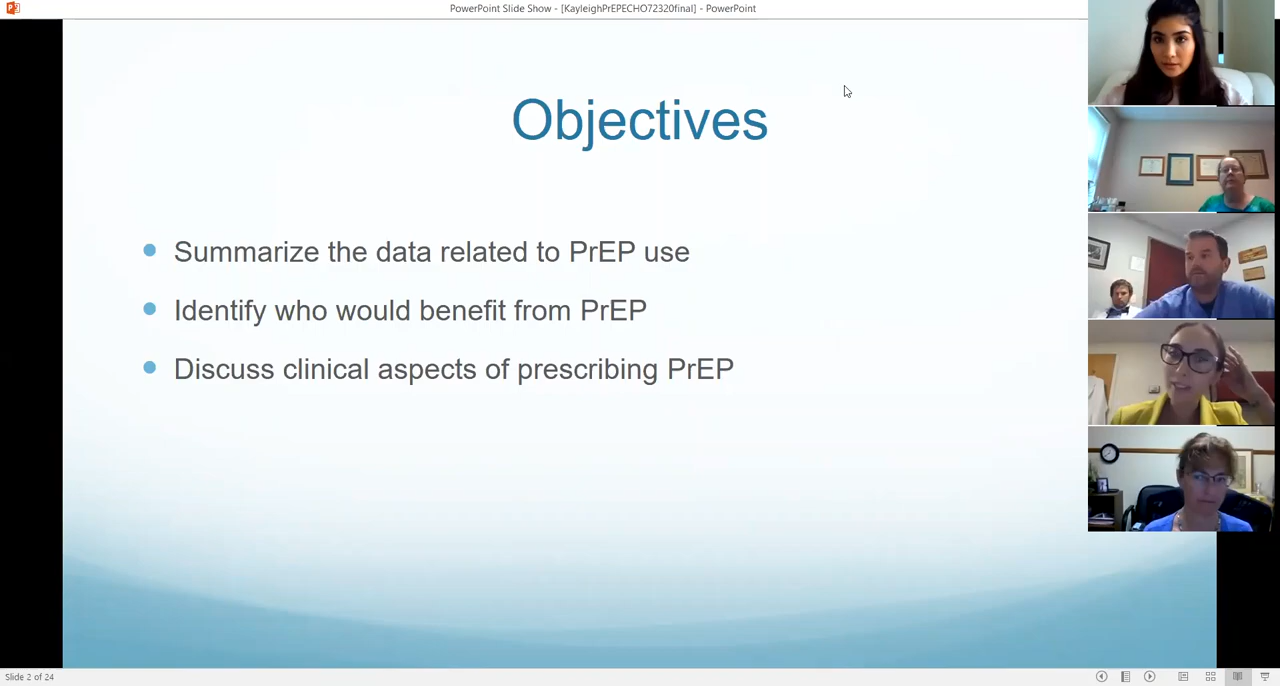 PowerPoint Slide Show - [KayleighPrEPECHO72320final] - PowerPoint
Objectives
Summarize the data related to PrEP use
Identify who would benefit from PrEP
Discuss clinical aspects of prescribing PrEP
Slide 2 of 24